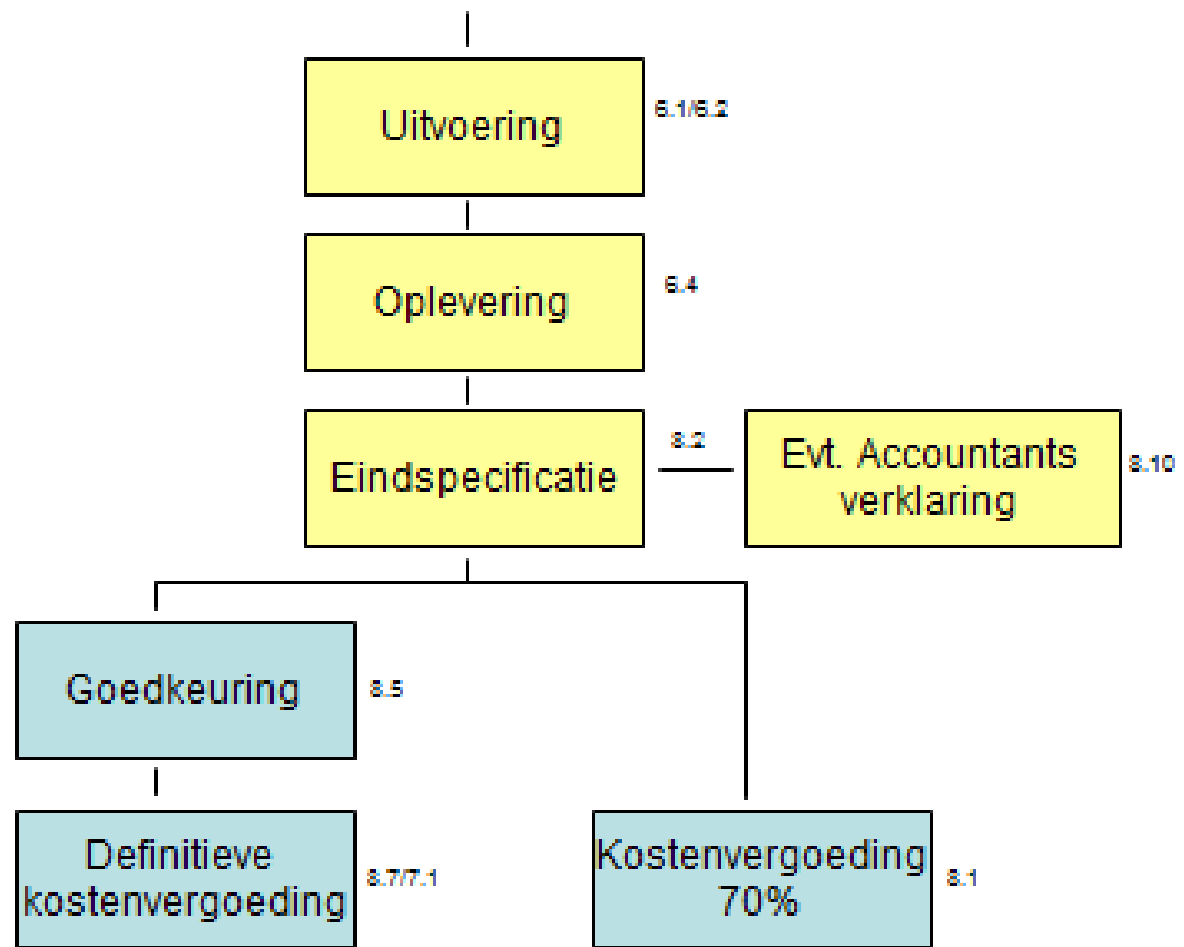 Uitvoering
6.1/6.2
Oplevering
6.4
Eindspecificatie
8.2
Evt. Accountants
verklaring
8.10
Goedkeuring
8.5
Definitieve
kostenvergoeding
8.7/7.1
Kostenvergoeding
70%
8.1